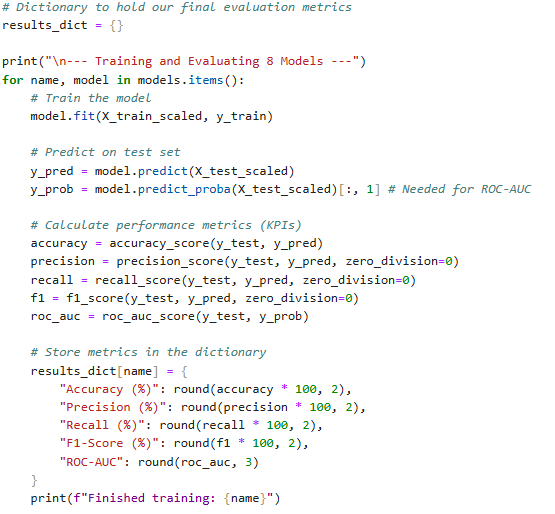 # Dictionary to hold our final evaluation metrics
results_dict = {}

print("\n--- Training and Evaluating 8 Models ---")
for name, model in models.items():
    # Train the model
    model.fit(X_train_scaled, y_train)

    # Predict on test set
    y_pred = model.predict(X_test_scaled)
    y_prob = model.predict_proba(X_test_scaled)[:, 1] # Needed for ROC-AUC

    # Calculate performance metrics (KPIs)
    accuracy = accuracy_score(y_test, y_pred)
    precision = precision_score(y_test, y_pred, zero_division=0)
    recall = recall_score(y_test, y_pred, zero_division=0)
    f1 = f1_score(y_test, y_pred, zero_division=0)
    roc_auc = roc_auc_score(y_test, y_prob)

    # Store metrics in the dictionary
    results_dict[name] = {
        "Accuracy (%)": round(accuracy * 100, 2),
        "Precision (%)": round(precision * 100, 2),
        "Recall (%)": round(recall * 100, 2),
        "F1-Score (%)": round(f1 * 100, 2),
        "ROC-AUC": round(roc_auc, 3)
    }
    print(f"Finished training: {name}")